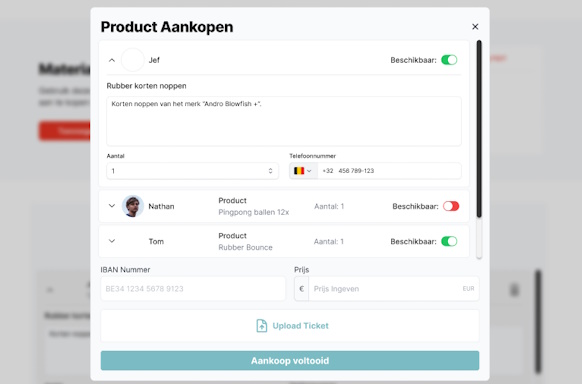 Product Aankopen
Jef
Beschikbaar:
Rubber korten noppen
Korten noppen van het merk "Andro Blowfish +".
Aantal
Telefoonnummer
1
+32 456 789-123
Nathan
Product
Pingpong ballen 12x
Aantal: 1
Beschikbaar:
Tom
Product
Rubber Bounce
Aantal: 1
Beschikbaar:
IBAN Nummer
Prijs
BE34 1234 5678 9123
€
Prijs Ingeven
EUR
Upload Ticket
Aankoop voltooid